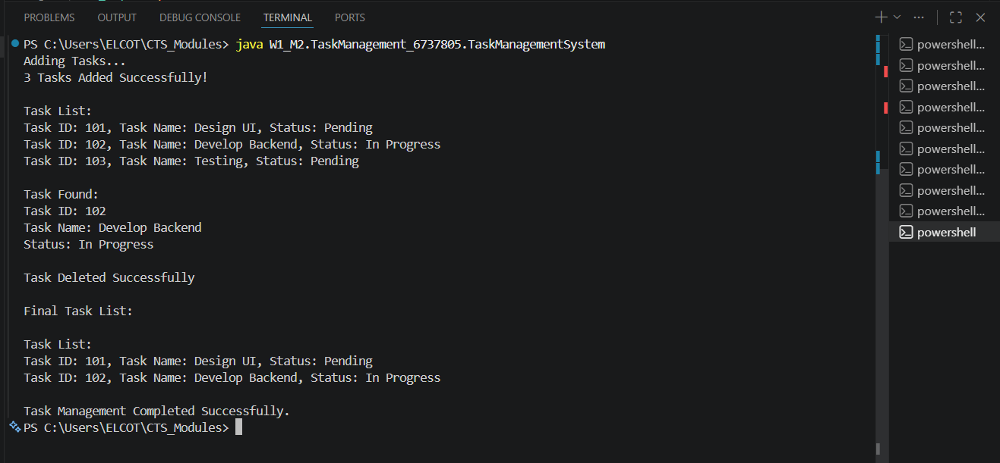 PROBLEMS OUTPUT DEBUG CONSOLE TERMINAL PORTS
PS C:\Users\ELCOT\CTS_Modules> java W1_M2.TaskManagement_6737805.TaskManagementSystem
Adding Tasks...
3 Tasks Added Successfully!
Task List:
Task ID: 101, Task Name: Design UI, Status: Pending
Task ID: 102, Task Name: Develop Backend, Status: In Progress
Task ID: 103, Task Name: Testing, Status: Pending
Task Found:
Task ID: 102
Task Name: Develop Backend
Status: In Progress
Task Deleted Successfully
Final Task List:
Task List:
Task ID: 101, Task Name: Design UI, Status: Pending
Task ID: 102, Task Name: Develop Backend, Status: In Progress
Task Management Completed Successfully.
PS C:\Users\ELCOT\CTS_Modules>
powershell...
powershell...
powershell...
powershell...
powershell...
powershell...
powershell...
powershell...
powershell...
powershell